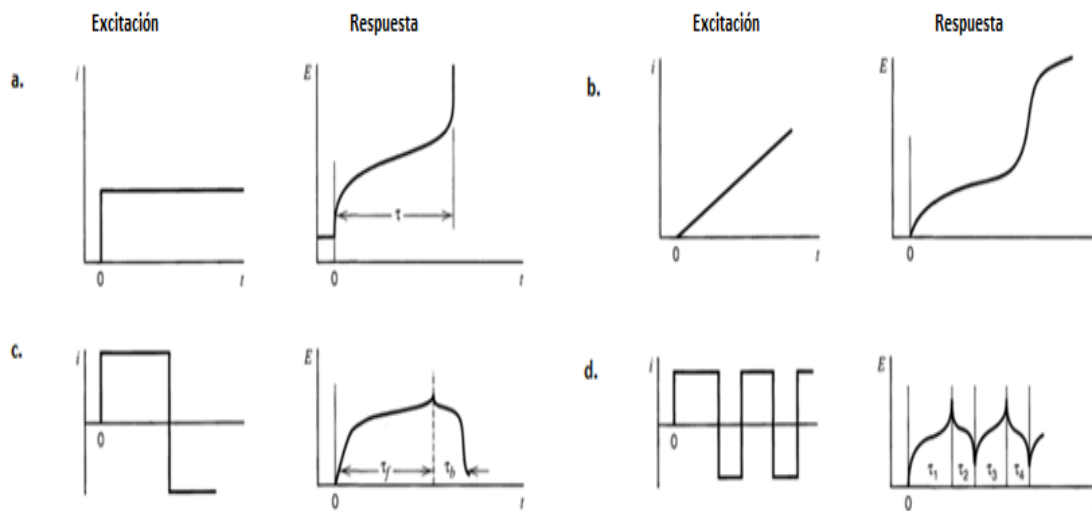 Excitación Respuesta Excitación Respuesta
a. i 0 t E τ 0 t
b. i 0 t E 0
c. i 0 E τf τb 0 t
d. i 0 E τ1 τ2 τ3 τ4 0 t